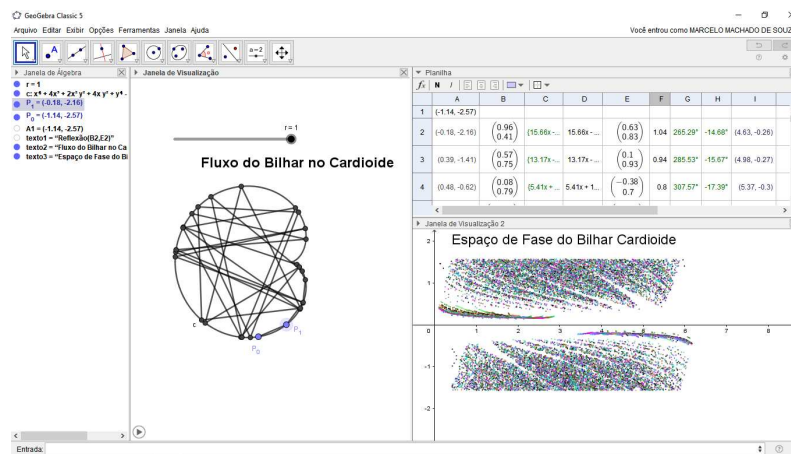 GeoGebra Classic 5
Arquivo Editar Exibir Opções Ferramentas Janela Ajuda
Você entrou como MARCELO MACHADO DE SOUZ
A
a=2
Janela de Álgebra
r = 1
c: x⁴ + 4x³ + 2x² y² + 4x y² + y⁴ -
P₁ = (-0.18, -2.16)
P₀ = (-1.14, -2.57)
A1 = (-1.14, -2.57)
texto1 = "Reflexão(B2,E2)"
texto2 = "Fluxo do Bilhar no Ca
texto3 = "Espaço de Fase do Bi
Janela de Visualização
r = 1
Fluxo do Bilhar no Cardioide
c
P₀
P₁
Planilha
fx N I
A B C D E F G H I
1 (-1.14, -2.57)
2 (-0.18, -2.16) (0.96 0.41) {15.66x -... 15.66x -... (0.63 0.83) 1.04 265.29° -14.68° (4.63, -0.26)
3 (0.39, -1.41) (0.57 0.75) {13.17x -... 13.17x -... (0.1 0.93) 0.94 285.53° -15.67° (4.98, -0.27)
4 (0.48, -0.62) (0.08 0.79) {5.41x + ... 5.41x + 1... (-0.38 0.7) 0.8 307.57° -17.39° (5.37, -0.3)
Janela de Visualização 2
Espaço de Fase do Bilhar Cardioide
2
1
0 1 2 3 4 5 6 7 8
-1
-2
Entrada: